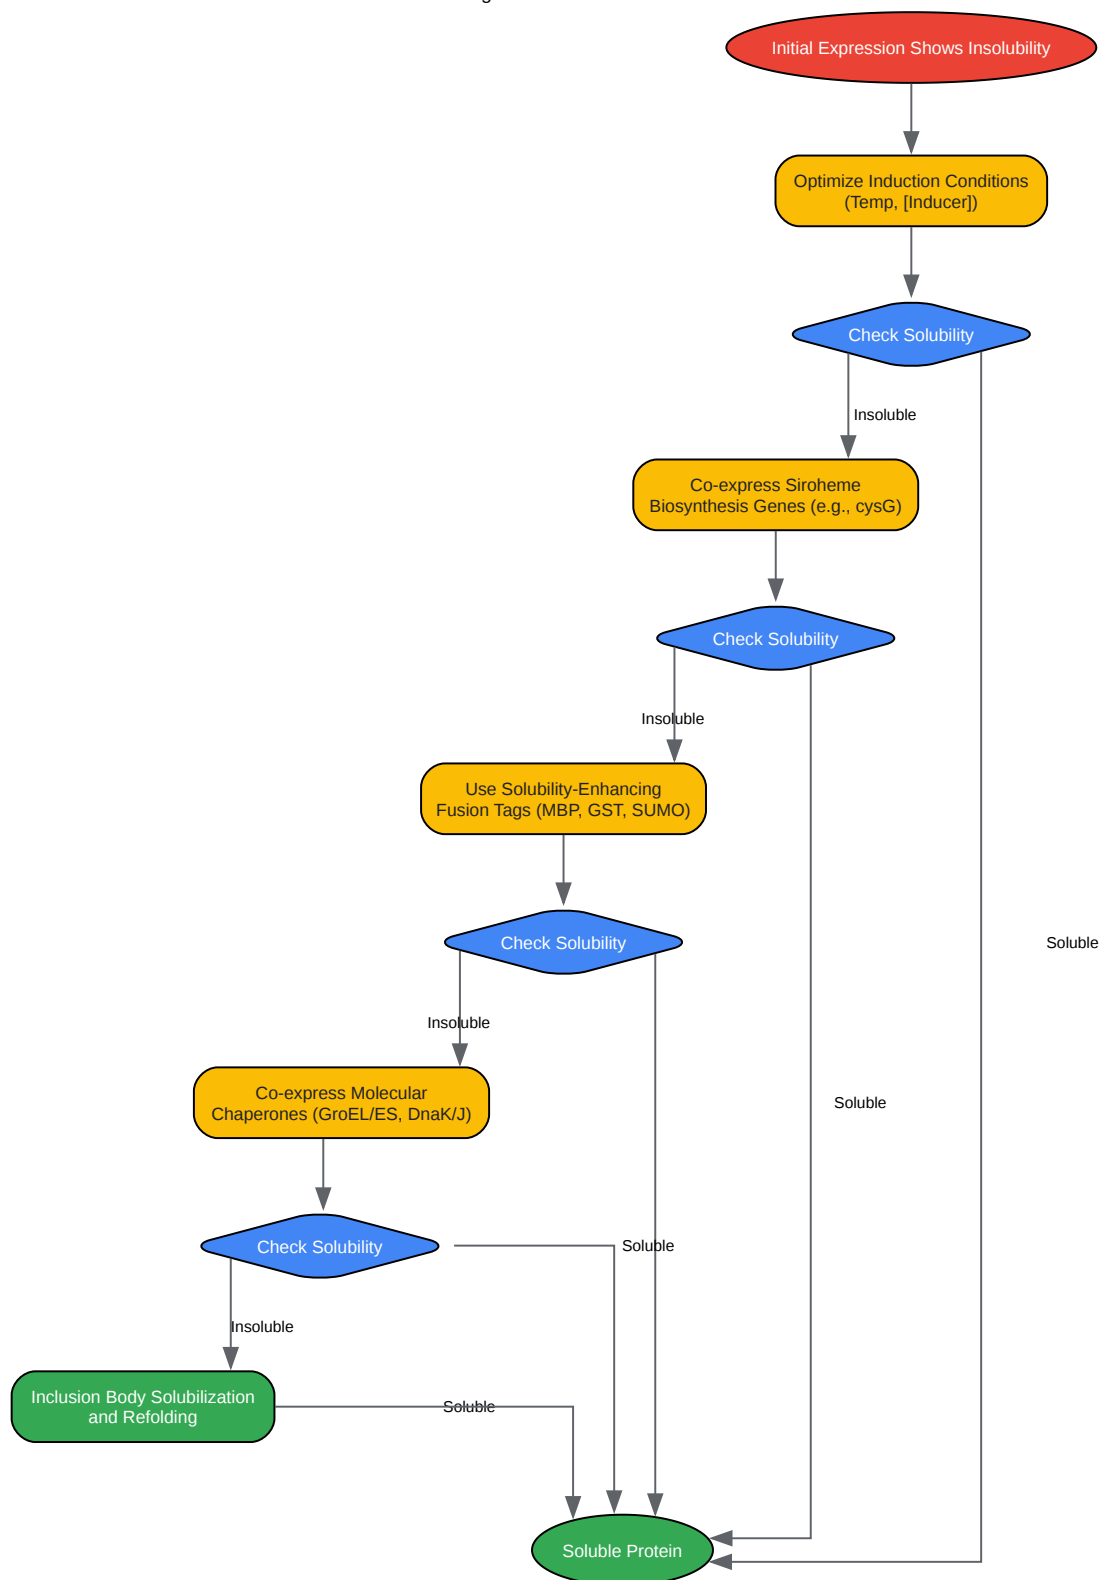 Initial Expression Shows Insolubility
Optimize Induction Conditions
(Temp, [Inducer])
Check Solubility
Insoluble
Co-express Siroheme
Biosynthesis Genes (e.g., cysG)
Check Solubility
Insoluble
Use Solubility-Enhancing
Fusion Tags (MBP, GST, SUMO)
Check Solubility
Soluble
Insoluble
Co-express Molecular
Chaperones (GroEL/ES, DnaK/J)
Soluble
Check Solubility
Soluble
Insoluble
Inclusion Body Solubilization
and Refolding
Soluble
Soluble Protein